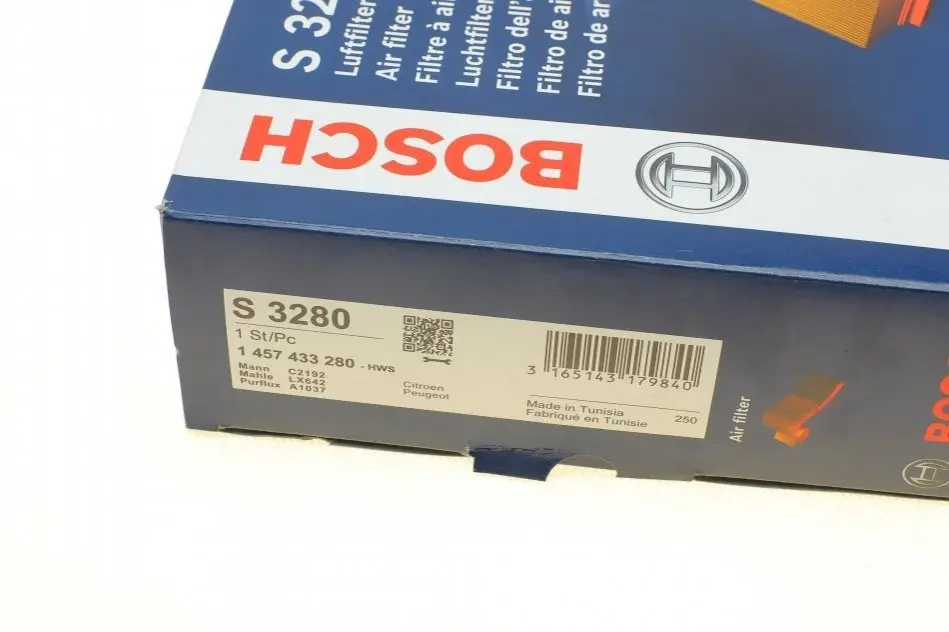 S 32
Luftfilter
Air filter
Filtre à ai
Luchtfilter
Filtro dell'
Filtro de ai
Filtro de ar
BOSCH
S 3280
1 St/Pc
1 457 433 280 - HWS
Mann C2192
Mahle LX642
Purflux A1037
Citroen
Peugeot
3 165143 179840
Made in Tunisia
Fabriqué en Tunisie
250
Air filter
BOS